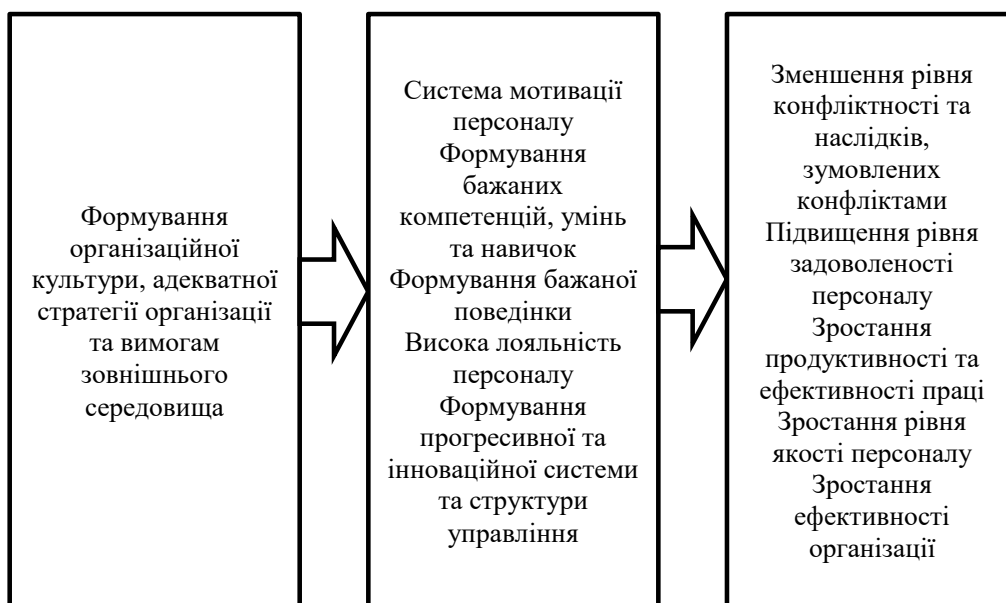 Формування
організаційної
культури, адекватної
стратегії організації
та вимогам
зовнішнього
середовища
Система мотивації
персоналу
Формування
бажаних
компетенцій, умінь
та навичок
Формування бажаної
поведінки
Висока лояльність
персоналу
Формування
прогресивної та
інноваційної системи
та структури
управління
Зменшення рівня
конфліктності та
наслідків,
зумовлених
конфліктами
Підвищення рівня
задоволеності
персоналу
Зростання
продуктивності та
ефективності праці
Зростання рівня
якості персоналу
Зростання
ефективності
організації